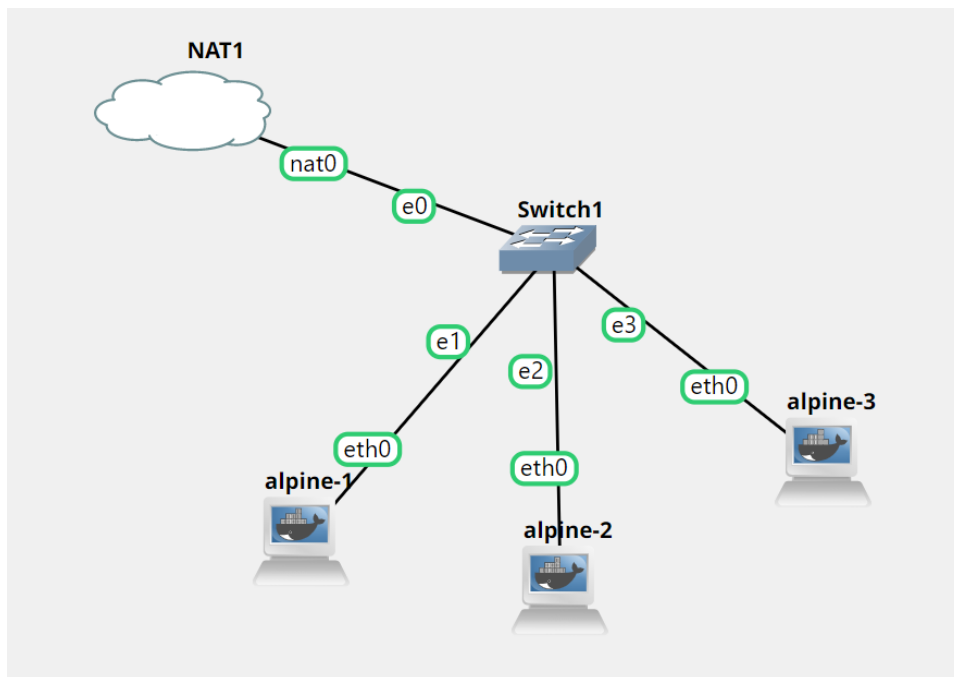 NAT1
nat0
e0
Switch1
e1
e2
e3
eth0
eth0
eth0
alpine-1
alpine-2
alpine-3